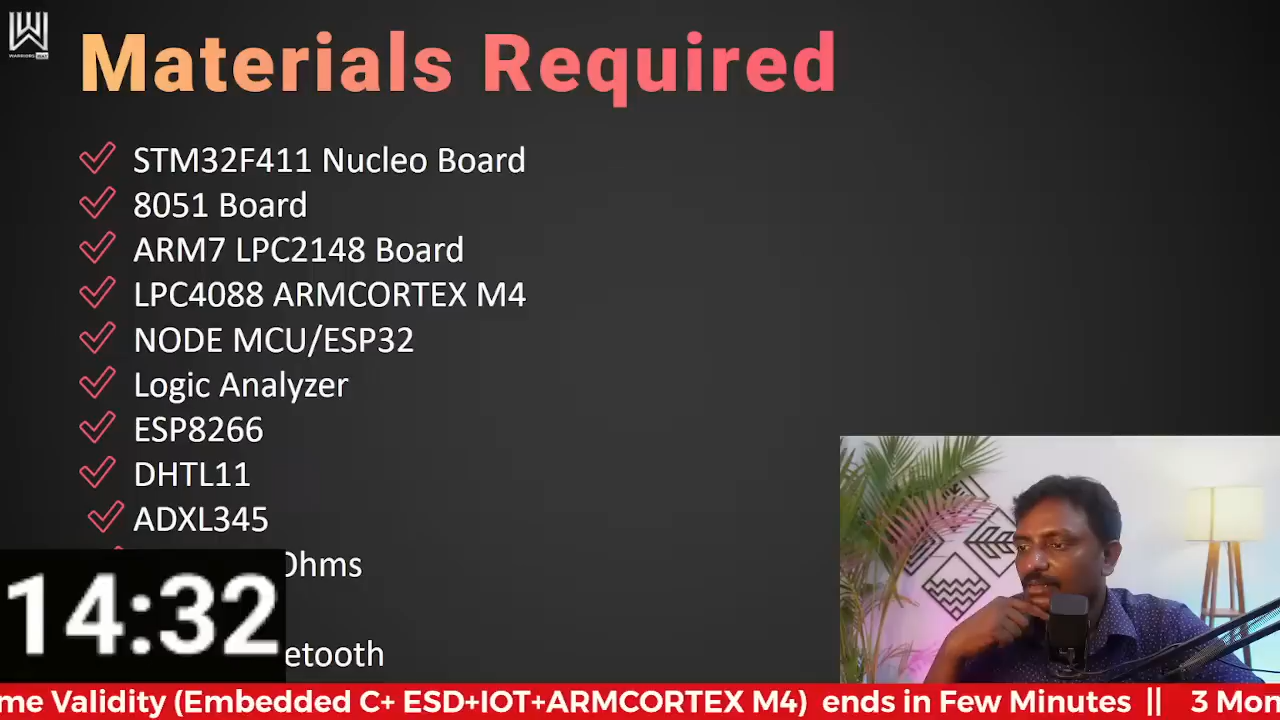 Materials Required
STM32F411 Nucleo Board
8051 Board
ARM7 LPC2148 Board
LPC4088 ARMCORTEX M4
NODE MCU/ESP32
Logic Analyzer
ESP8266
DHTL11
ADXL345
Ohms
14:32
etooth
me Validity (Embedded C+ ESD+IOT+ARMCORTEX M4) ends in Few Minutes || 3 Mon